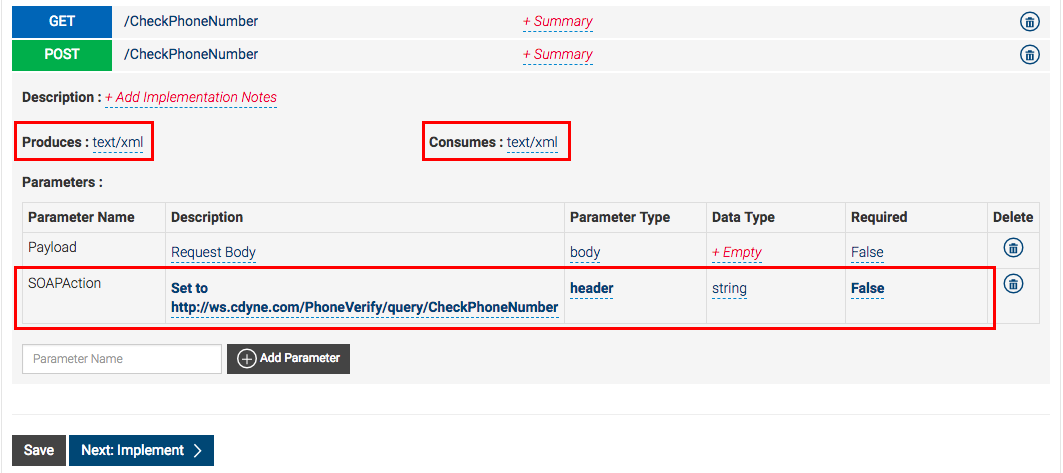 GET /CheckPhoneNumber + Summary
POST /CheckPhoneNumber + Summary
Description : + Add Implementation Notes
Produces : text/xml Consumes : text/xml
Parameters :
Parameter Name Description Parameter Type Data Type Required Delete
Payload Request Body body + Empty False
SOAPAction Set to header string False
http://ws.cdyne.com/PhoneVerify/query/CheckPhoneNumber
Parameter Name Add Parameter
Save Next: Implement